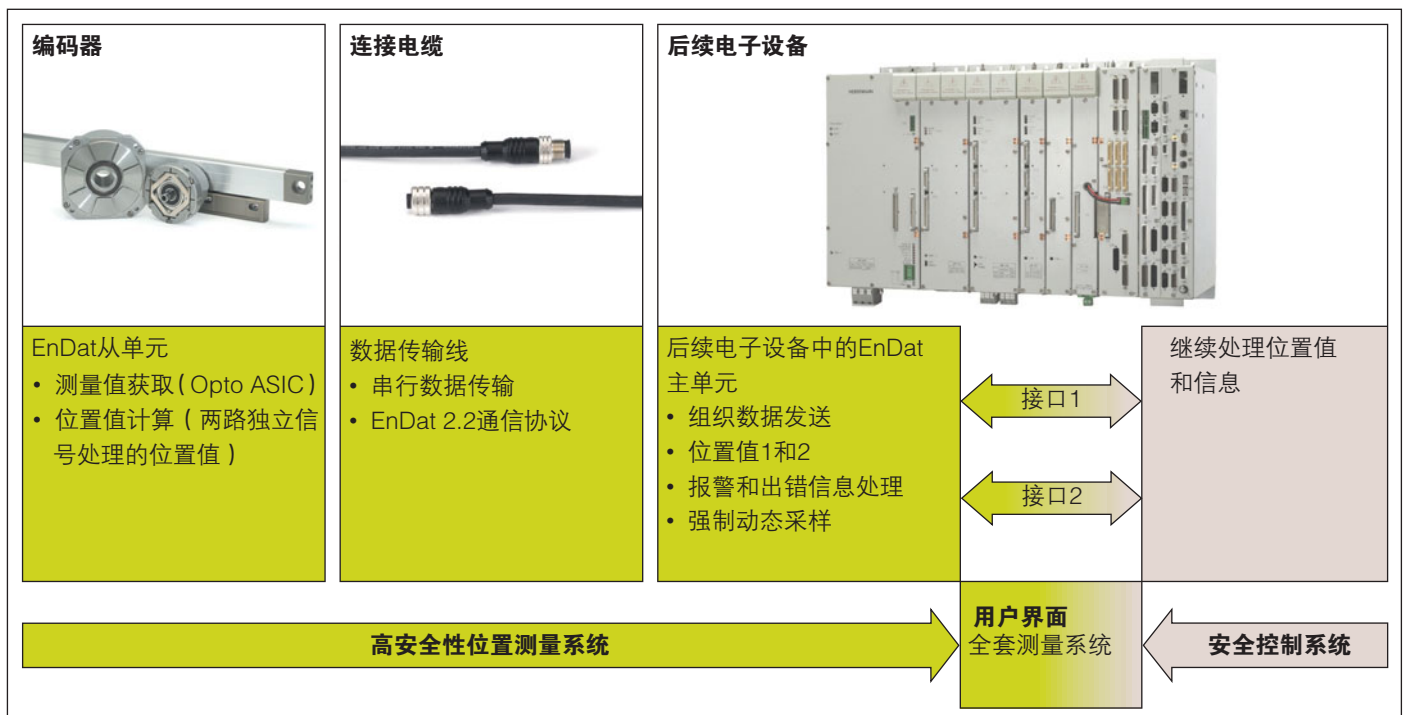 编码器
连接电缆
后续电子设备
EnDat从单元
• 测量值获取（Opto ASIC）
• 位置值计算（两路独立信
号处理的位置值）
数据传输线
• 串行数据传输
• EnDat 2.2通信协议
后续电子设备中的EnDat
主单元
• 组织数据发送
• 位置值1和2
• 报警和出错信息处理
• 强制动态采样
接口1
接口2
继续处理位置值
和信息
高安全性位置测量系统
用户界面
全套测量系统
安全控制系统